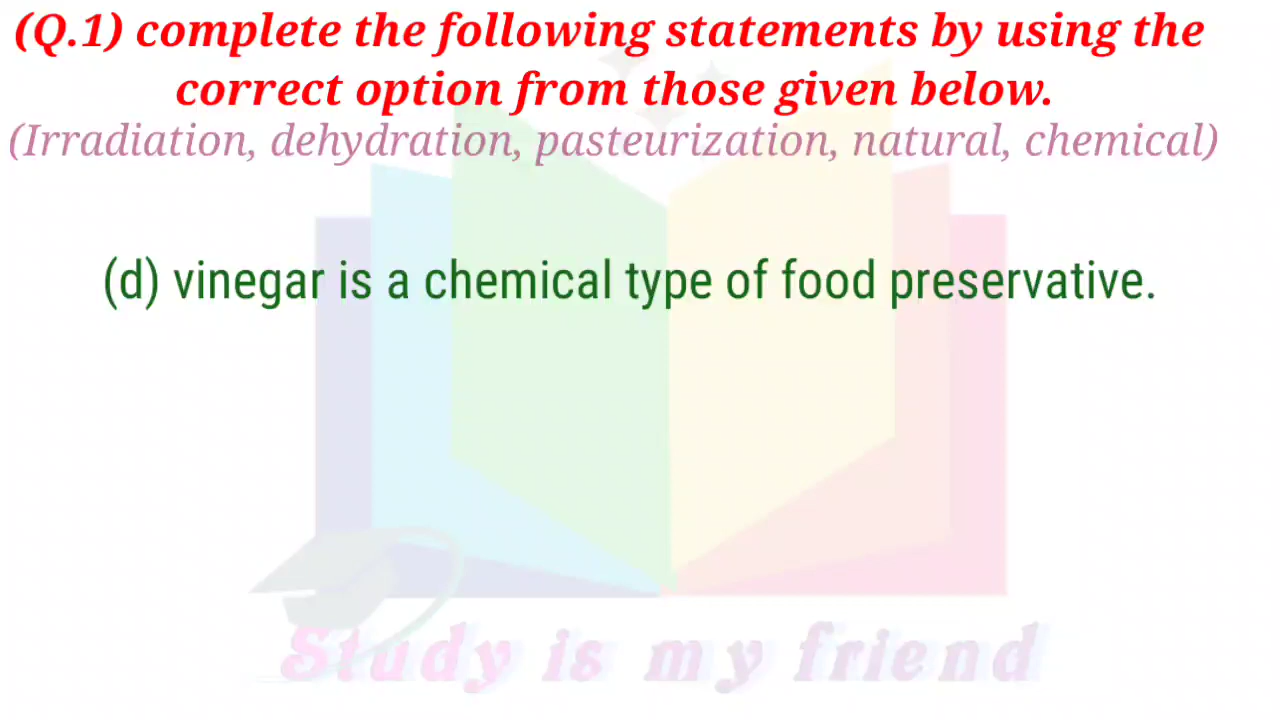 (Q.1) complete the following statements by using the
correct option from those given below.
(Irradiation, dehydration, pasteurization, natural, chemical)
(d) vinegar is a chemical type of food preservative.
Study is my friend